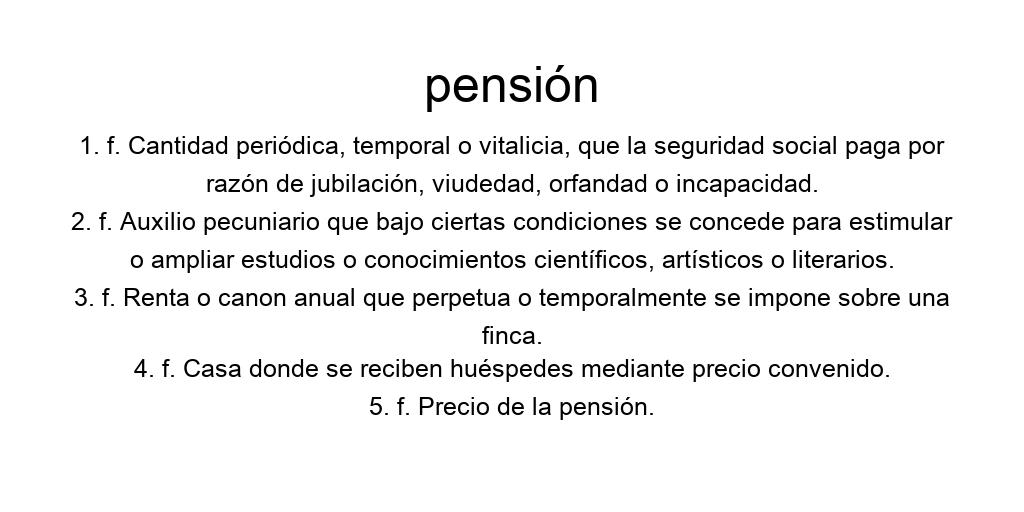 pensión
1. f. Cantidad periódica, temporal o vitalicia, que la seguridad social paga por
razón de jubilación, viudedad, orfandad o incapacidad.
2. f. Auxilio pecuniario que bajo ciertas condiciones se concede para estimular
o ampliar estudios o conocimientos científicos, artísticos o literarios.
3. f. Renta o canon anual que perpetua o temporalmente se impone sobre una
finca.
4. f. Casa donde se reciben huéspedes mediante precio convenido.
5. f. Precio de la pensión.